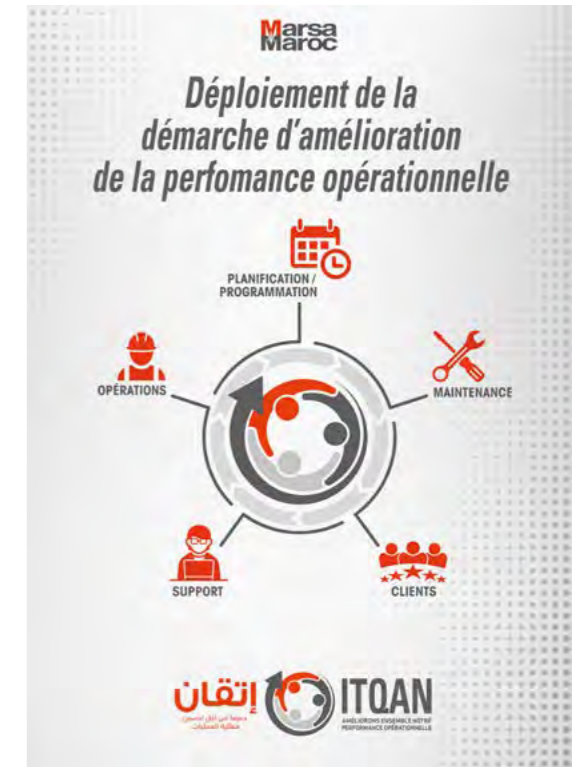 Marsa
Maroc
Déploiement de la
démarche d'amélioration
de la perfomance opérationnelle
PLANIFICATION /
PROGRAMMATION
OPÉRATIONS
MAINTENANCE
SUPPORT
CLIENTS
إتقان
ITQAN
AMÉLIORONS ENSEMBLE NOTRE
PERFORMANCE OPÉRATIONNELLE